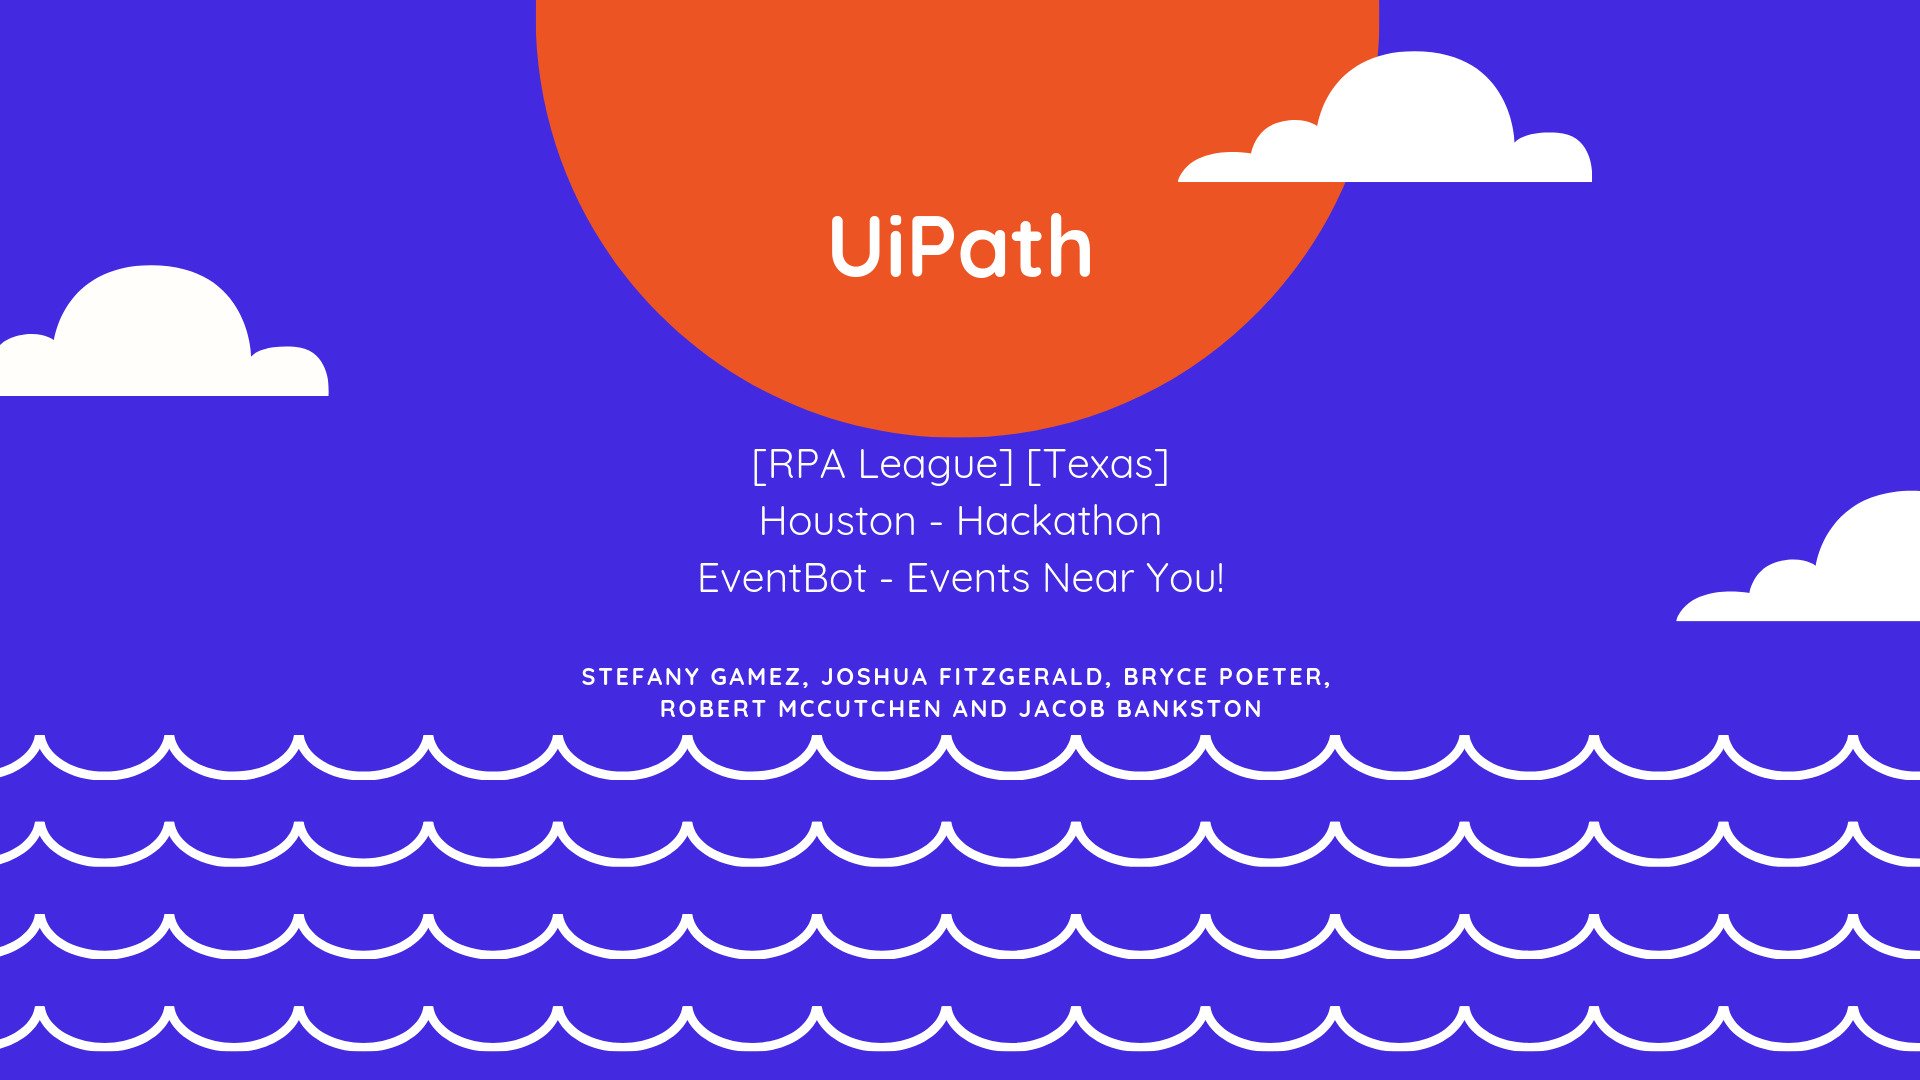 UiPath
[RPA League] [Texas]
Houston - Hackathon
EventBot - Events Near You!
STEFANY GAMEZ, JOSHUA FITZGERALD, BRYCE POETER,
ROBERT MCCUTCHEN AND JACOB BANKSTON